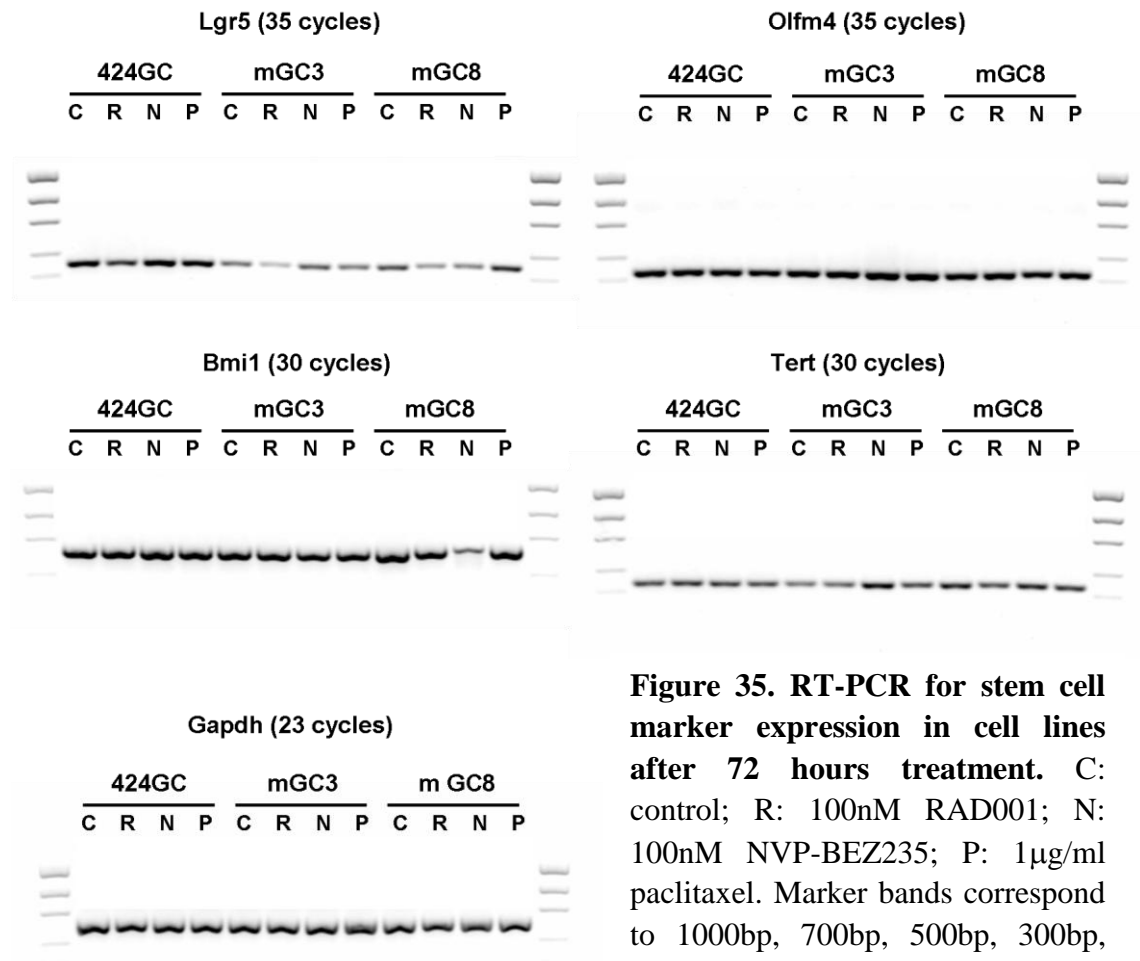 Lgr5 (35 cycles)
424GC mGC3 mGC8
C R N P C R N P C R N P
Olfm4 (35 cycles)
424GC mGC3 mGC8
C R N P C R N P C R N P
Bmi1 (30 cycles)
424GC mGC3 mGC8
C R N P C R N P C R N P
Tert (30 cycles)
424GC mGC3 mGC8
C R N P C R N P C R N P
Gapdh (23 cycles)
424GC mGC3 m GC8
C R N P C R N P C R N P
Figure 35. RT-PCR for stem cell
marker expression in cell lines
after 72 hours treatment. C:
control; R: 100nM RAD001; N:
100nM NVP-BEZ235; P: 1μg/ml
paclitaxel. Marker bands correspond
to 1000bp, 700bp, 500bp, 300bp,